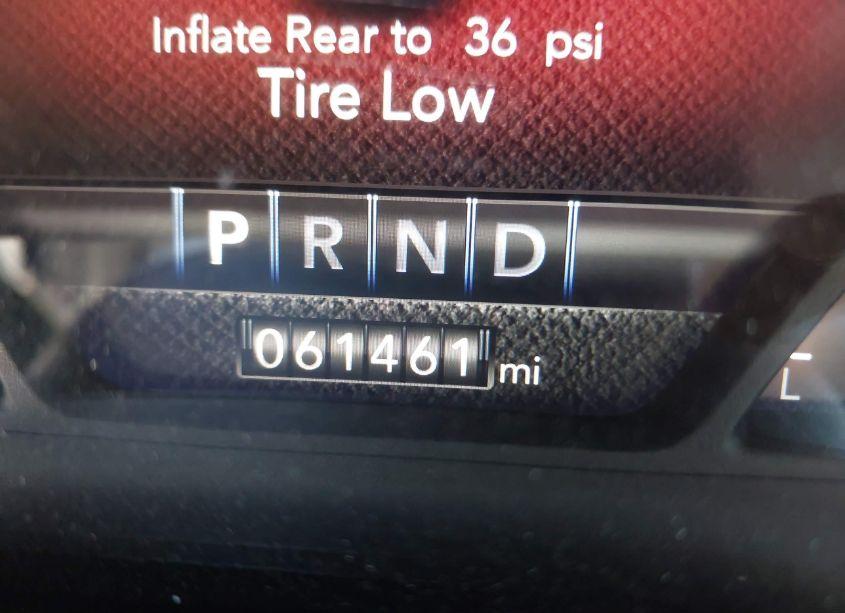 Inflate Rear to 36 psi
Tire Low
P R N D
061461 mi
L